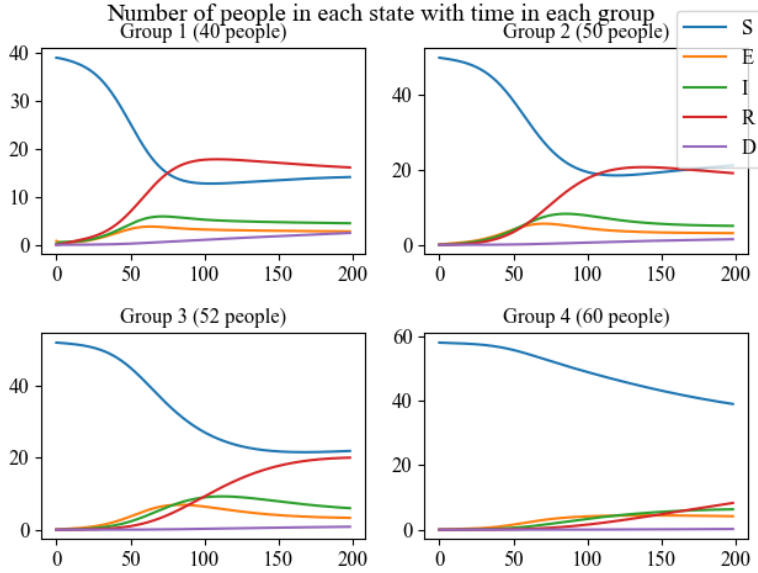 Number of people in each state with time in each group
Group 1 (40 people)
40
30
20
10
0
0 50 100 150 200
Group 2 (50 people)
40
20
0
0 50 100 150 200
S
E
I
R
D
Group 3 (52 people)
40
20
0
0 50 100 150 200
Group 4 (60 people)
60
40
20
0
0 50 100 150 200